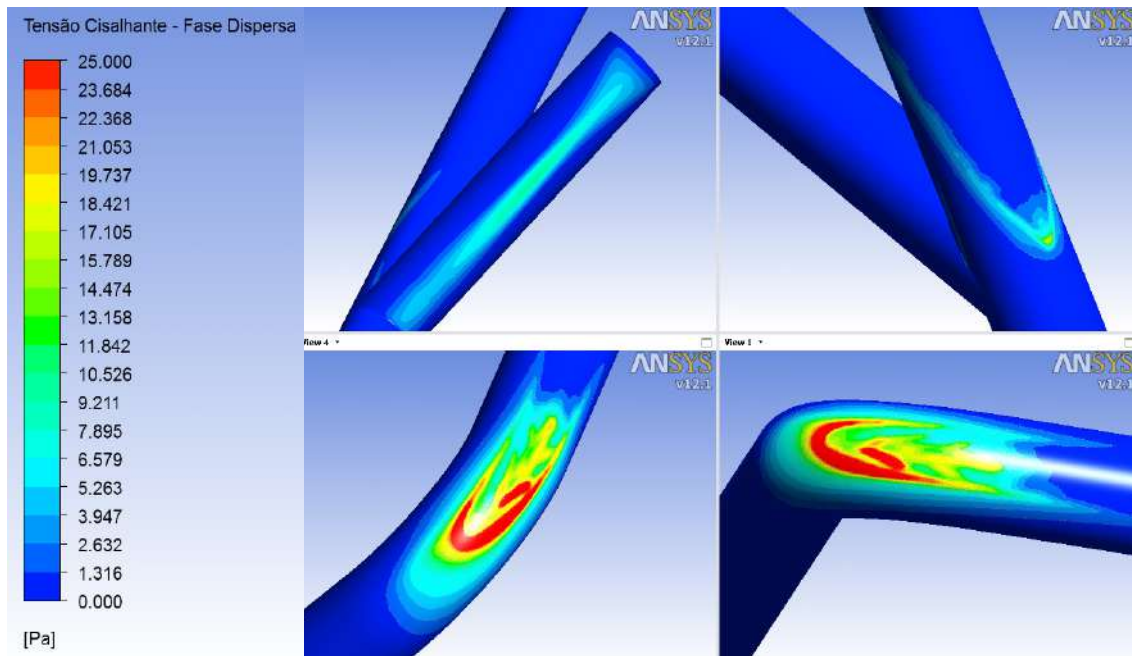 Tensão Cisalhante - Fase Dispersa
25.000
23.684
22.368
21.053
19.737
18.421
17.105
15.789
14.474
13.158
11.842
10.526
9.211
7.895
6.579
5.263
3.947
2.632
1.316
0.000
[Pa]
ANSYS
v12.1
ANSYS
v12.1
View 4
View 1
ANSYS
v12.1
ANSYS
v12.1